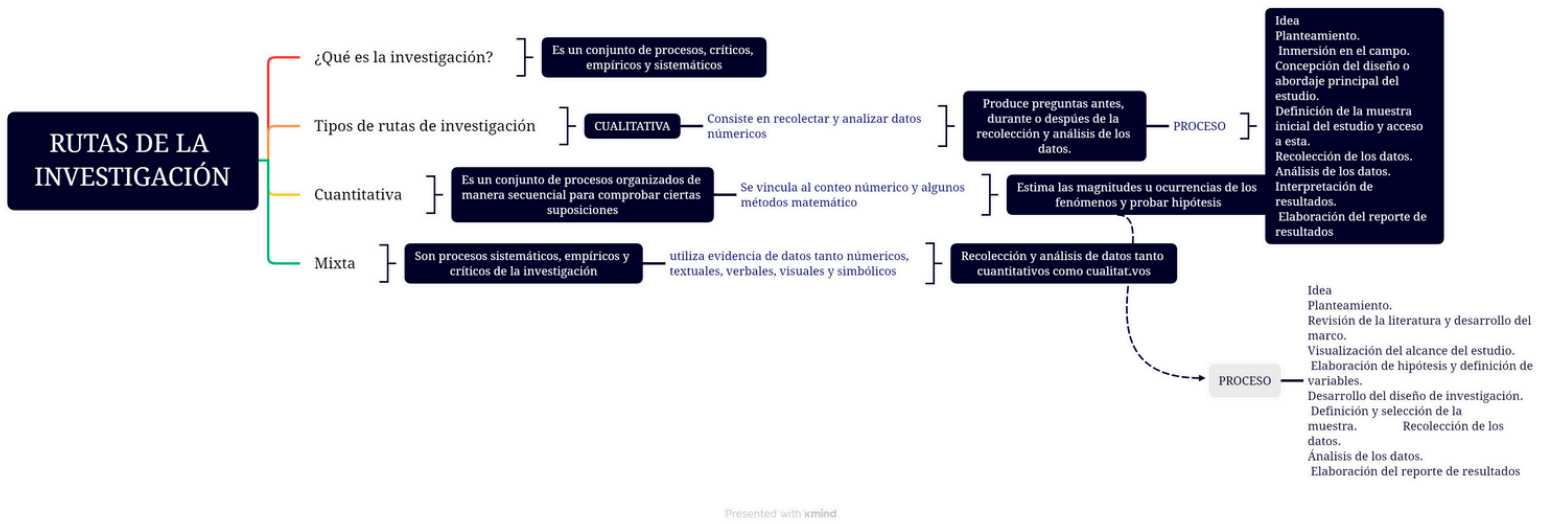 RUTAS DE LA
INVESTIGACIÓN
¿Qué es la investigación?
Es un conjunto de procesos, críticos,
empíricos y sistemáticos
Tipos de rutas de investigación
CUALITATIVA
Consiste en recolectar y analizar datos
númericos
Produce preguntas antes,
durante o despúes de la
recolección y análisis de los
datos.
PROCESO
Idea
Planteamiento.
Inmersión en el campo.
Concepción del diseño o
abordaje principal del
estudio.
Definición de la muestra
inicial del estudio y acceso
a esta.
Recolección de los datos.
Análisis de los datos.
Interpretación de
resultados.
Elaboración del reporte de
resultados
Cuantitativa
Es un conjunto de procesos organizados de
manera secuencial para comprobar ciertas
suposiciones
Se vincula al conteo númerico y algunos
métodos matemático
Estima las magnitudes u ocurrencias de los
fenómenos y probar hipótesis
Mixta
Son procesos sistemáticos, empíricos y
críticos de la investigación
utiliza evidencia de datos tanto númericos,
textuales, verbales, visuales y simbólicos
Recolección y análisis de datos tanto
cuantitativos como cualitat.vos
PROCESO
Idea
Planteamiento.
Revisión de la literatura y desarrollo del
marco.
Visualización del alcance del estudio.
Elaboración de hipótesis y definición de
variables.
Desarrollo del diseño de investigación.
Definición y selección de la
muestra. Recolección de los
datos.
Ánalisis de los datos.
Elaboración del reporte de resultados
Presented with xmind